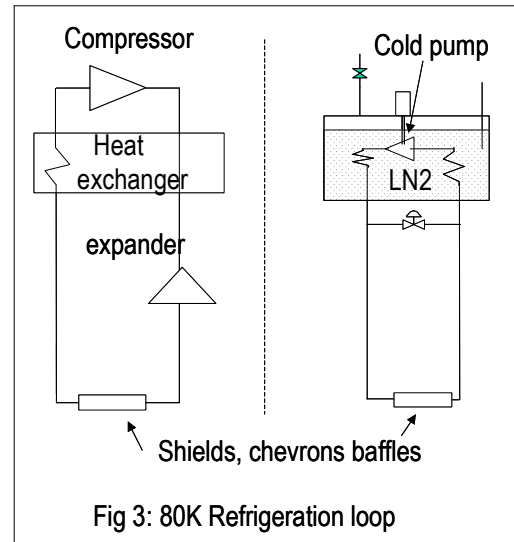 Compressor
Cold pump
Heat
exchanger
LN2
expander
Shields, chevrons baffles
Fig 3: 80K Refrigeration loop